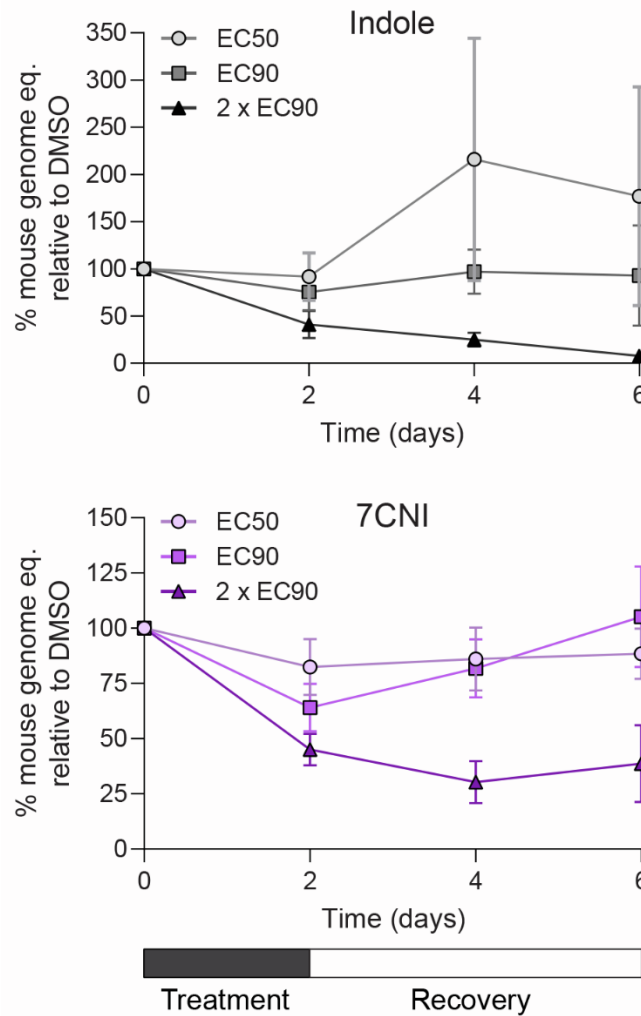 Indole
EC50
EC90
2 x EC90
% mouse genome eq.
relative to DMSO
350
300
250
200
150
100
50
0
0 2 4 6
Time (days)
7CNI
EC50
EC90
2 x EC90
% mouse genome eq.
relative to DMSO
150
125
100
75
50
25
0
0 2 4 6
Time (days)
Treatment Recovery